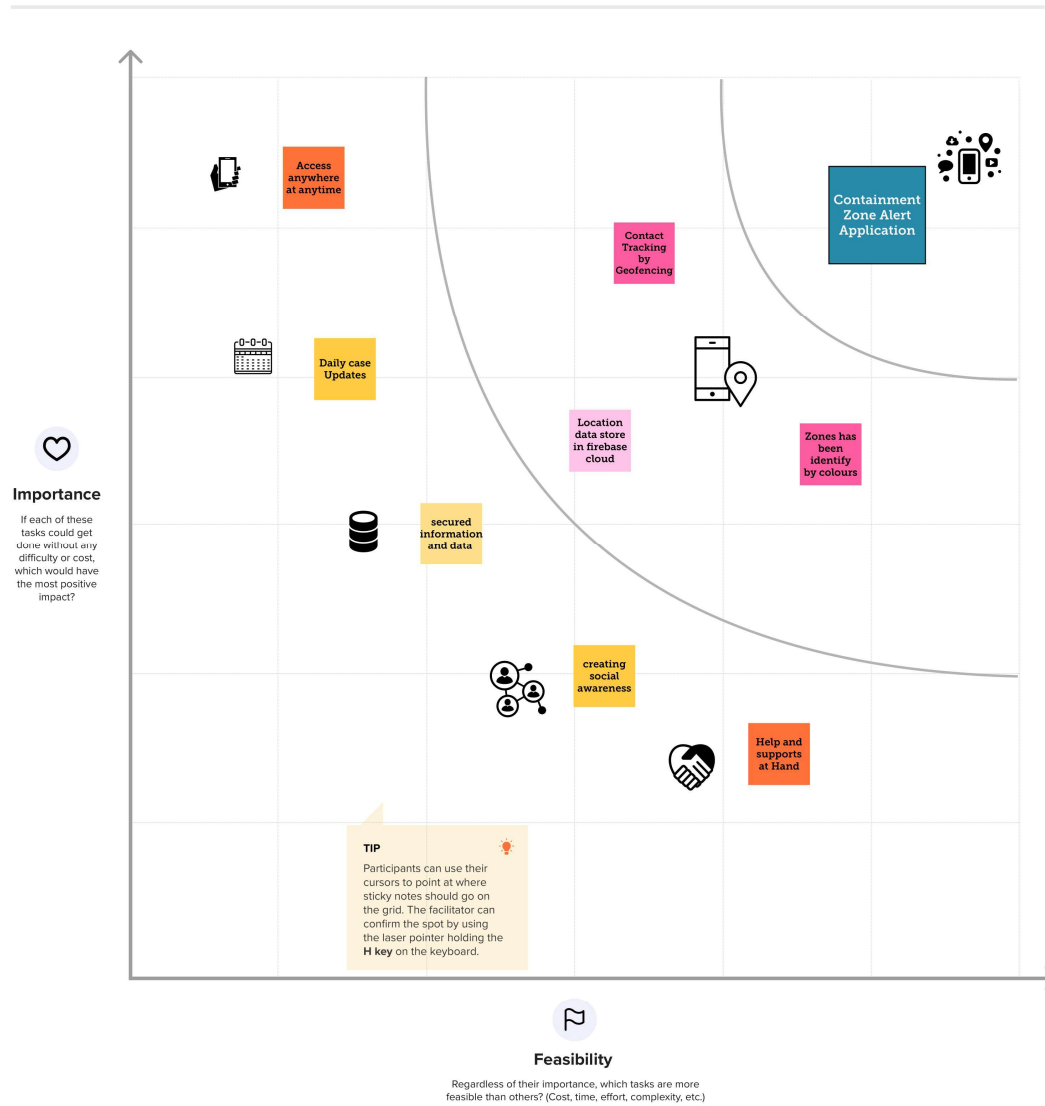 Access
anywhere
at anytime
Containment
Zone Alert
Application
Contact
Tracking
by
Geofencing
Daily case
Updates
Location
data store
in firebase
cloud
Zones has
been
identify
by colours
Importance
If each of these
tasks could get
done without any
difficulty or cost,
which would have
the most positive
impact?
secured
information
and data
creating
social
awareness
Help and
supports
at Hand
TIP
Participants can use their
cursors to point at where
sticky notes should go on
the grid. The facilitator can
confirm the spot by using
the laser pointer holding the
H key on the keyboard.
Feasibility
Regardless of their importance, which tasks are more
feasible than others? (Cost, time, effort, complexity, etc.)